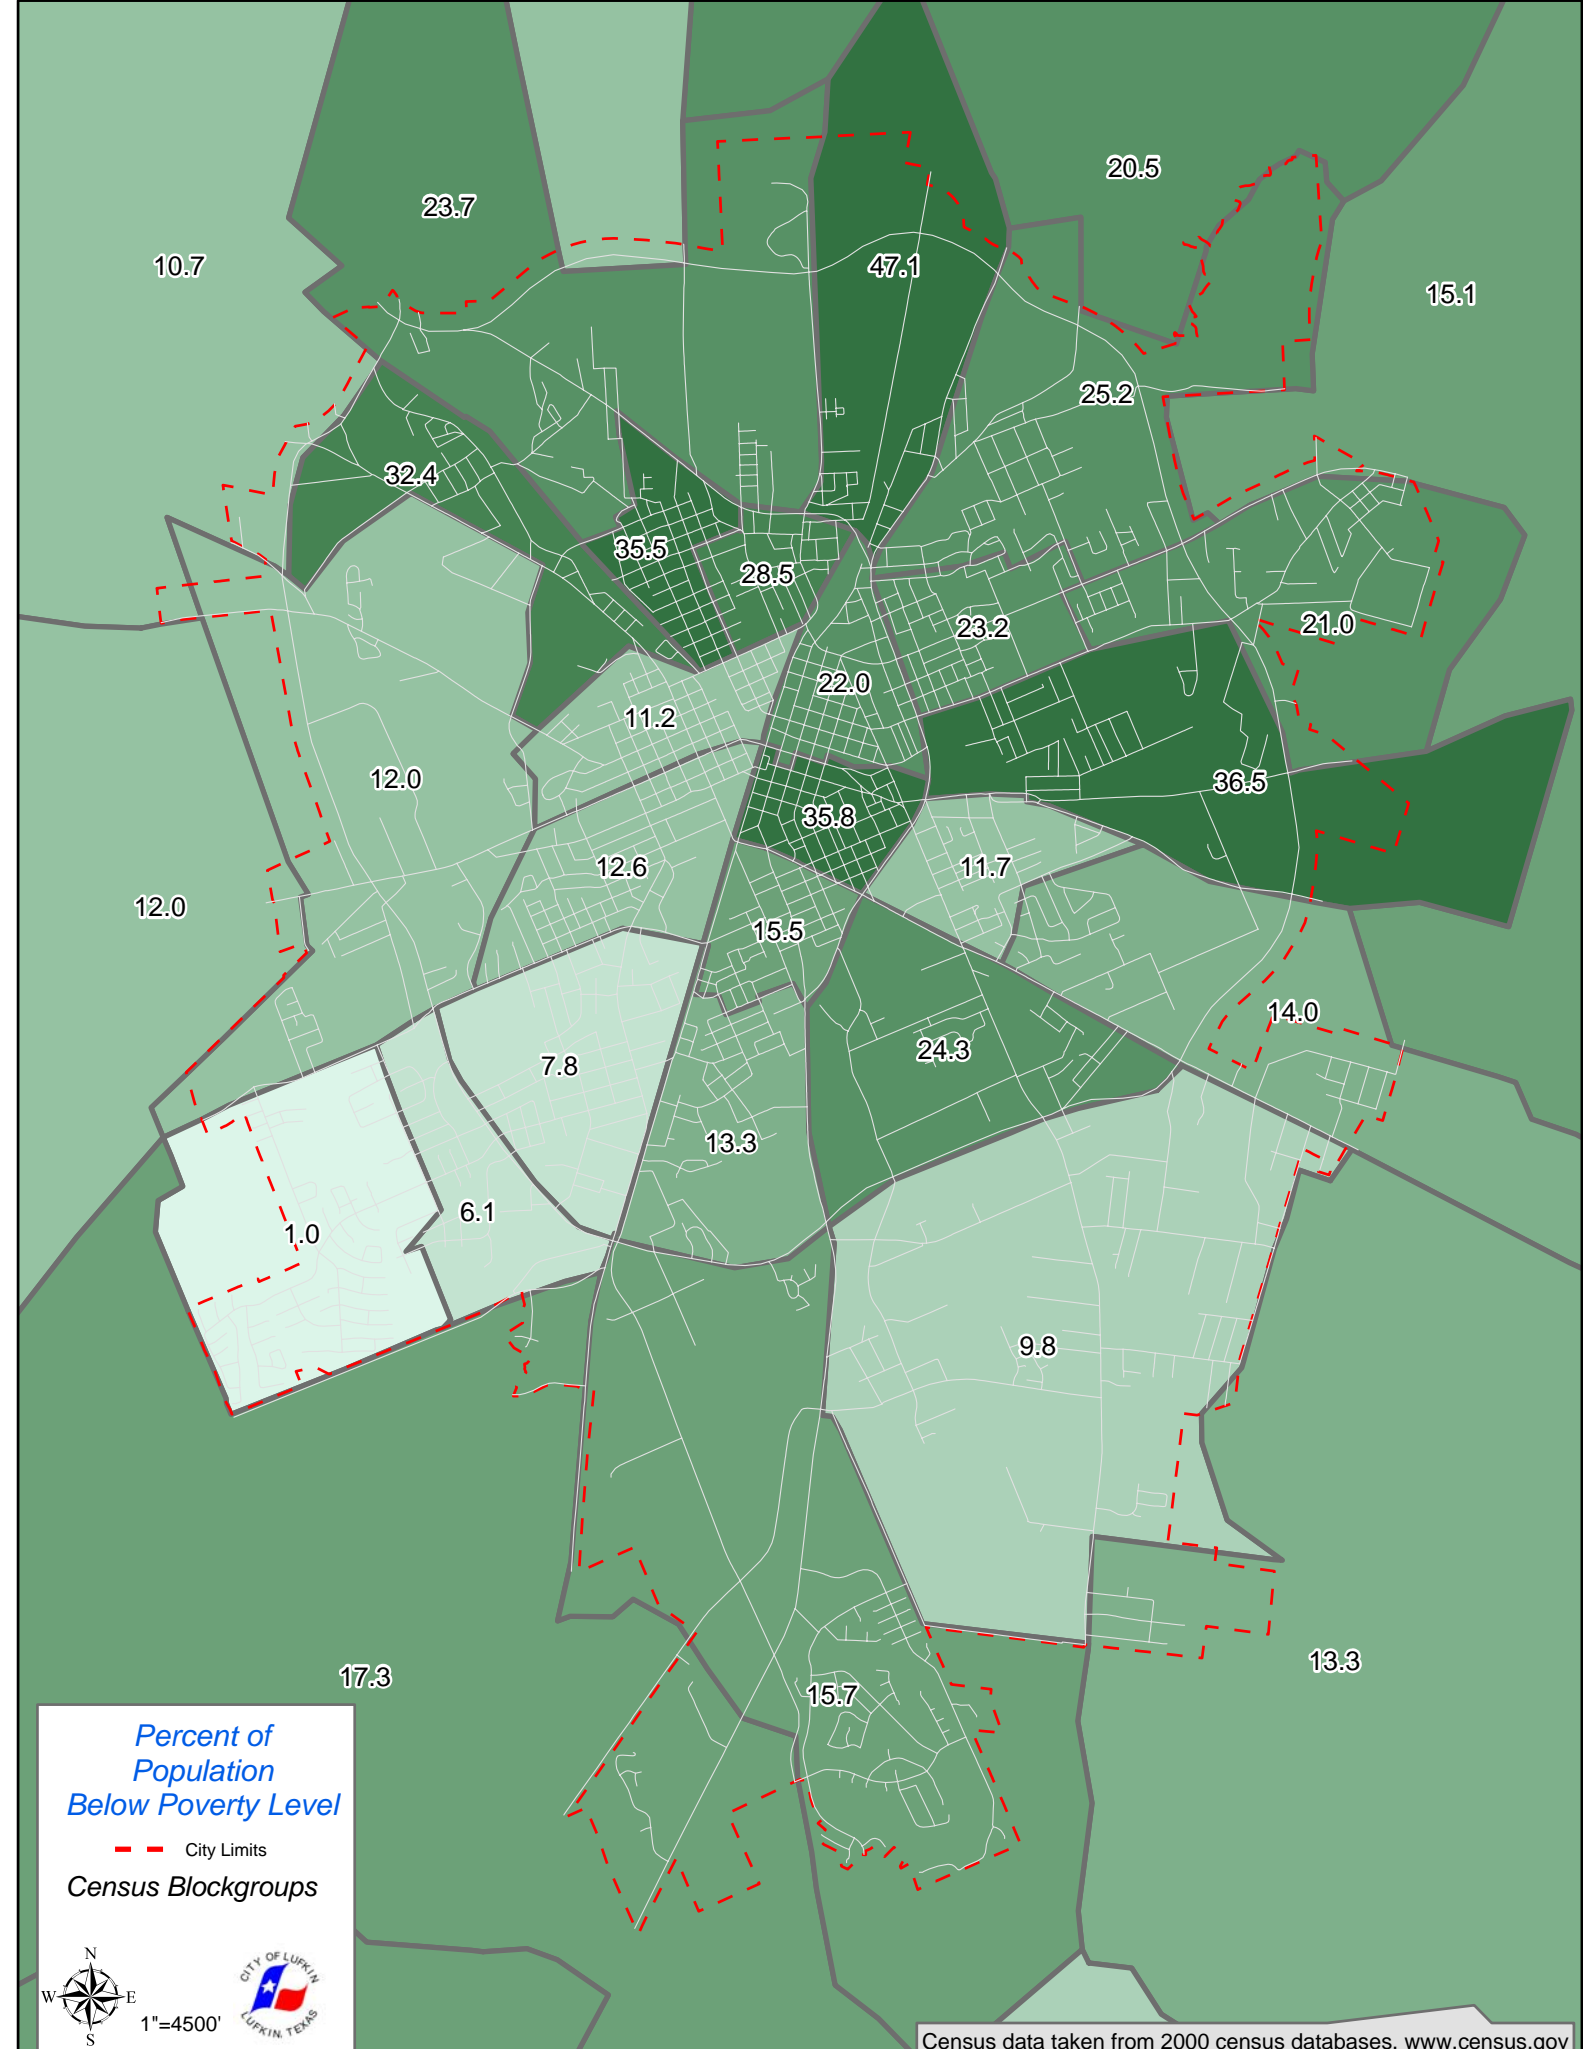 20.5
23.7
10.7
47.1
15.1
25.2
32.4
35.5
28.5
23.2
21.0
22.0
11.2
12.0
36.5
35.8
12.6
11.7
12.0
15.5
14.0
24.3
7.8
13.3
6.1
1.0
9.8
13.3
17.3
15.7
Percent of
Population
Below Poverty Level
City Limits
Census Blockgroups
N
W E
S
1"=4500'
CITY OF LUFKIN
LUFKIN, TEXAS
Census data taken from 2000 census databases. www.census.gov